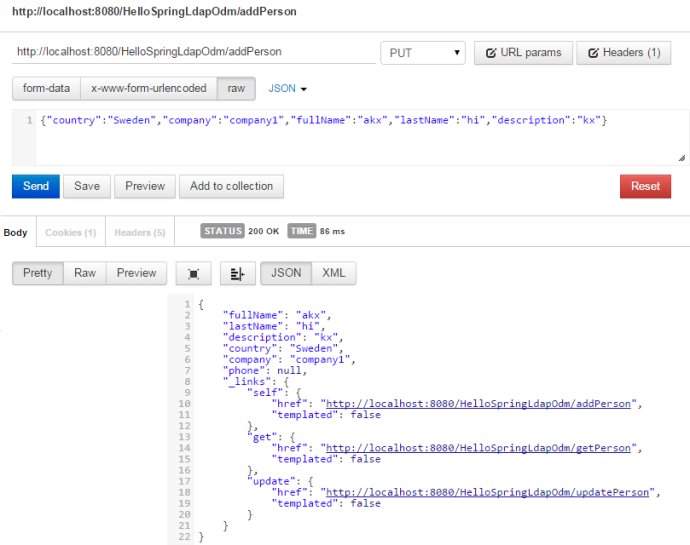 http://localhost:8080/HelloSpringLdapOdm/addPerson
http://localhost:8080/HelloSpringLdapOdm/addPerson PUT URL params Headers (1)
form-data x-www-form-urlencoded raw JSON
1 {"country":"Sweden","company":"company1","fullName":"akx","lastName":"hi","description":"kx"}
Send Save Preview Add to collection Reset
Body Cookies (1) Headers (5) STATUS 200 OK TIME 86 ms
Pretty Raw Preview JSON XML
1 {
2 "fullName": "akx",
3 "lastName": "hi",
4 "description": "kx",
5 "country": "Sweden",
6 "company": "company1",
7 "phone": null,
8 "_links": {
9 "self": {
10 "href": "http://localhost:8080/HelloSpringLdapOdm/addPerson",
11 "templated": false
12 },
13 "get": {
14 "href": "http://localhost:8080/HelloSpringLdapOdm/getPerson",
15 "templated": false
16 },
17 "update": {
18 "href": "http://localhost:8080/HelloSpringLdapOdm/updatePerson",
19 "templated": false
20 }
21 }
22 }